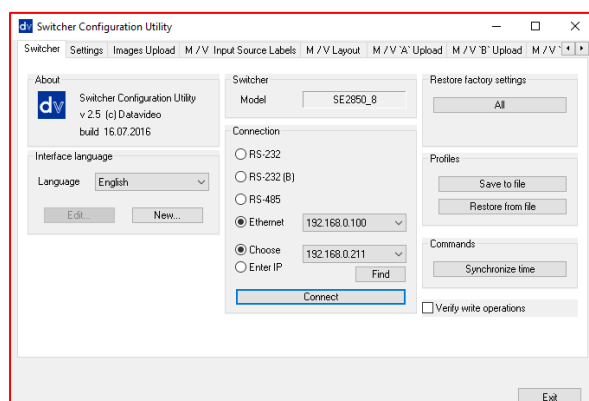 dv Switcher Configuration Utility
Switcher Settings Images Upload M / V Input Source Labels M / V Layout M / V `A` Upload M / V `B` Upload M / V `
About
dv
Switcher Configuration Utility
v 2.5 (c) Datavideo
build 16.07.2016
Interface language
Language English
Edit... New...
Switcher
Model SE2850_8
Connection
RS-232
RS-232 (B)
RS-485
Ethernet 192.168.0.100
Choose 192.168.0.211
Enter IP
Find
Connect
Restore factory settings
All
Profiles
Save to file
Restore from file
Commands
Synchronize time
Verify write operations
Exit